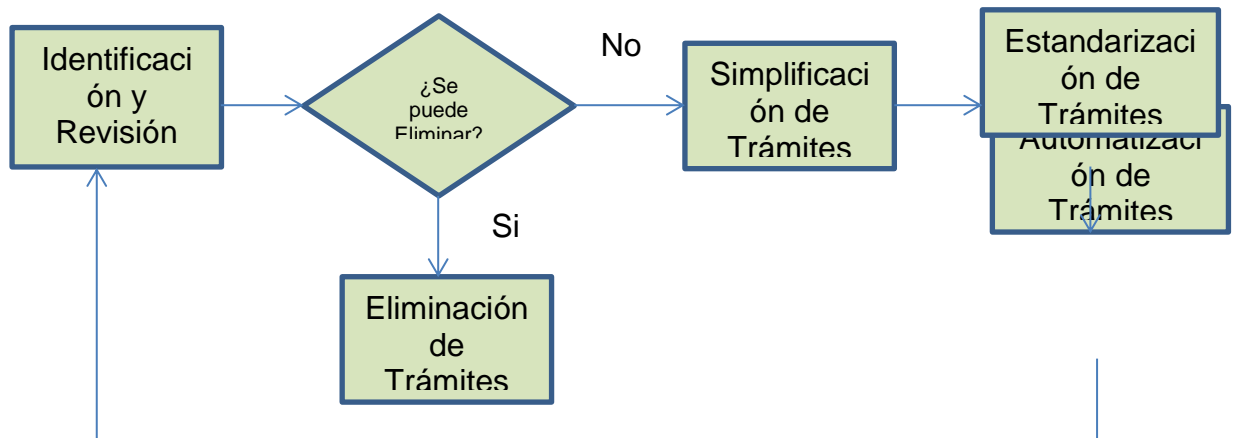 Identificaci
ón y
Revisión
¿Se
puede
Eliminar?
No
Simplificaci
ón de
Trámites
Estandarizaci
ón de
Trámites
Automatizaci
ón de
Trámites
Si
Eliminación
de
Trámites